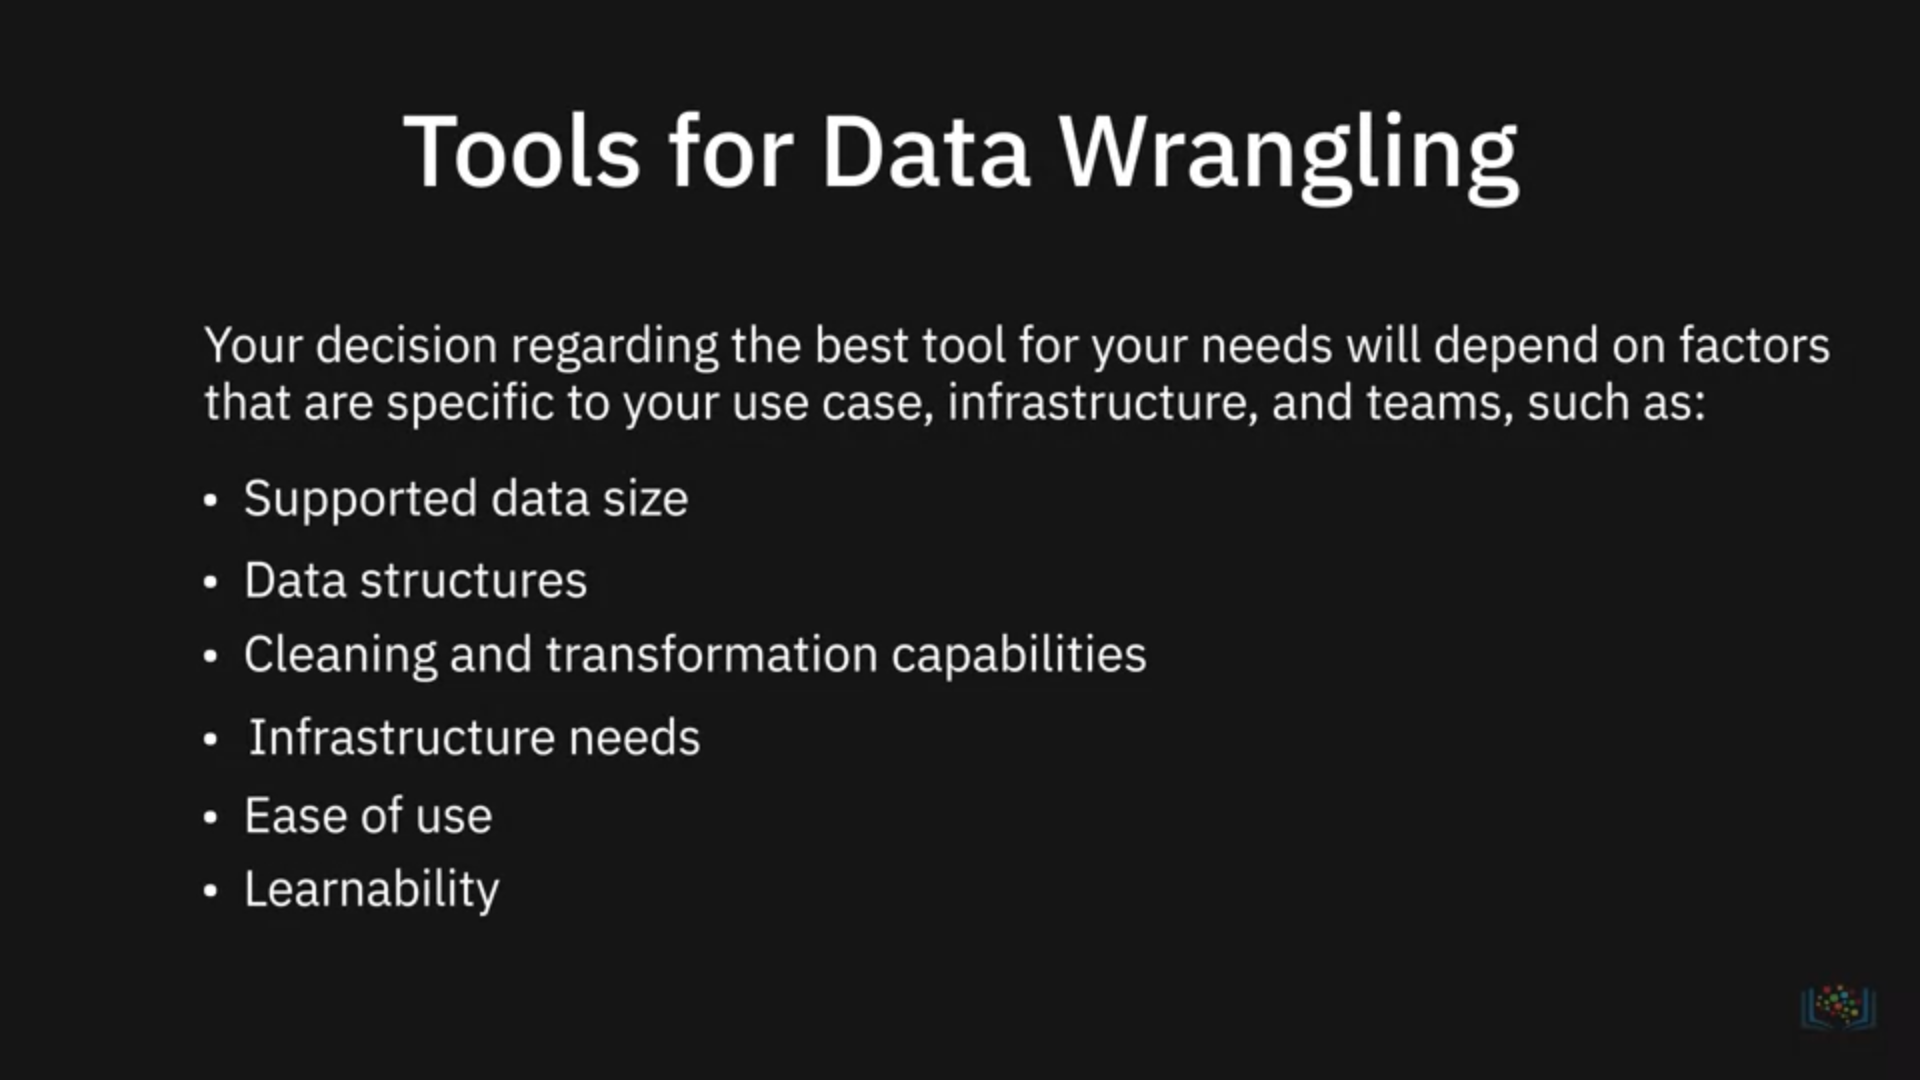 Tools for Data Wrangling
Your decision regarding the best tool for your needs will depend on factors
that are specific to your use case, infrastructure, and teams, such as:
• Supported data size
• Data structures
• Cleaning and transformation capabilities
• Infrastructure needs
• Ease of use
• Learnability